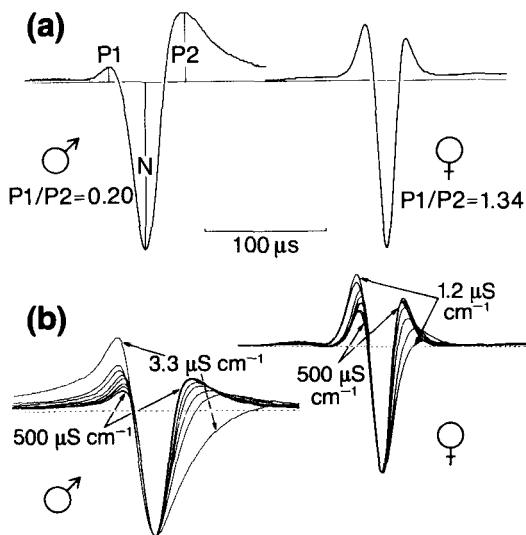 (a)
P1
P2
N
♂
P1/P2=0.20
♀
P1/P2=1.34
100 µs
(b)
3.3 µS cm⁻¹
500 µS cm⁻¹
♂
1.2 µS
cm⁻¹
500 µS
cm⁻¹
♀